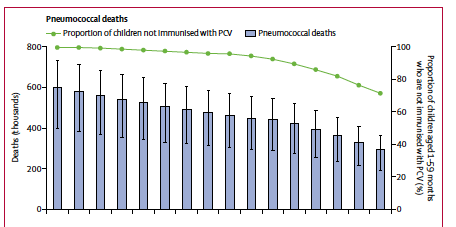 Pneumococcal deaths
Proportion of children not immunised with PCV
Pneumococcal deaths
800
600
400
200
0
Deaths (thousands)
100
80
60
40
20
0
Proportion of children aged 1-59 months
who are not immunised with PCV (%)